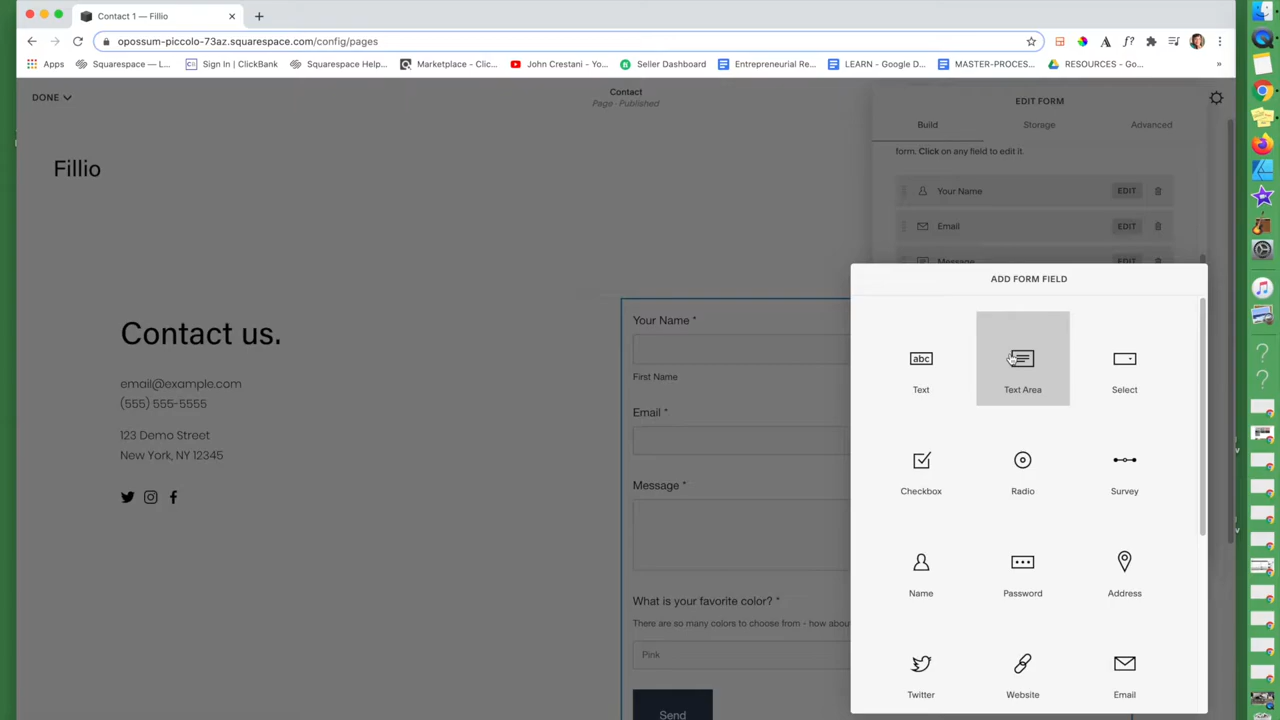 Contact 1 — Fillio
opossum-piccolo-73az.squarespace.com/config/pages
Apps Squarespace — L... Sign In | ClickBank Squarespace Help... Marketplace - Clic... John Crestani - Yo... Seller Dashboard Entrepreneurial Re... LEARN - Google D... MASTER-PROCES... RESOURCES - Go... »
DONE
Contact
Page · Published
EDIT FORM
Build Storage Advanced
form. Click on any field to edit it.
Your Name EDIT
Email EDIT
Message EDIT
Fillio
Contact us.
email@example.com
(555) 555-5555
123 Demo Street
New York, NY 12345
Your Name *
First Name
Email *
Message *
What is your favorite color? *
There are so many colors to choose from - how about
Pink
Send
ADD FORM FIELD
abc
Text
Text Area
Select
Checkbox
Radio
Survey
Name
Password
Address
Twitter
Website
Email